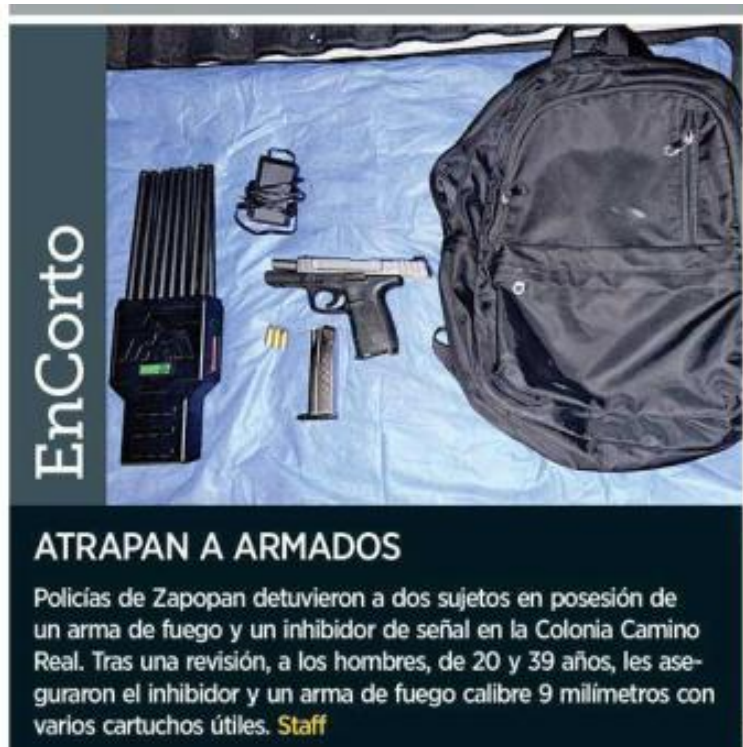 EnCorto
ATRAPAN A ARMADOS
Policías de Zapopan detuvieron a dos sujetos en posesión de
un arma de fuego y un inhibidor de señal en la Colonia Camino
Real. Tras una revisión, a los hombres, de 20 y 39 años, les ase-
guraron el inhibidor y un arma de fuego calibre 9 milímetros con
varios cartuchos útiles. Staff